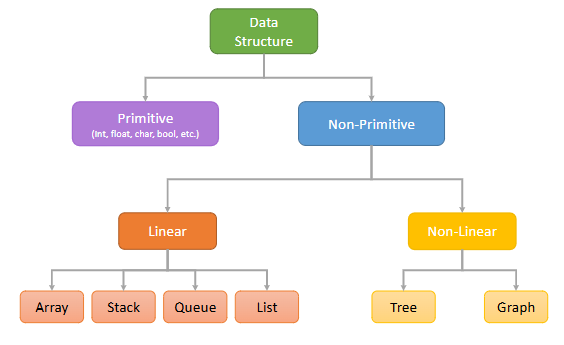 Data
Structure
Primitive
(Int, float, char, bool, etc.)
Non-Primitive
Linear
Non-Linear
Array
Stack
Queue
List
Tree
Graph